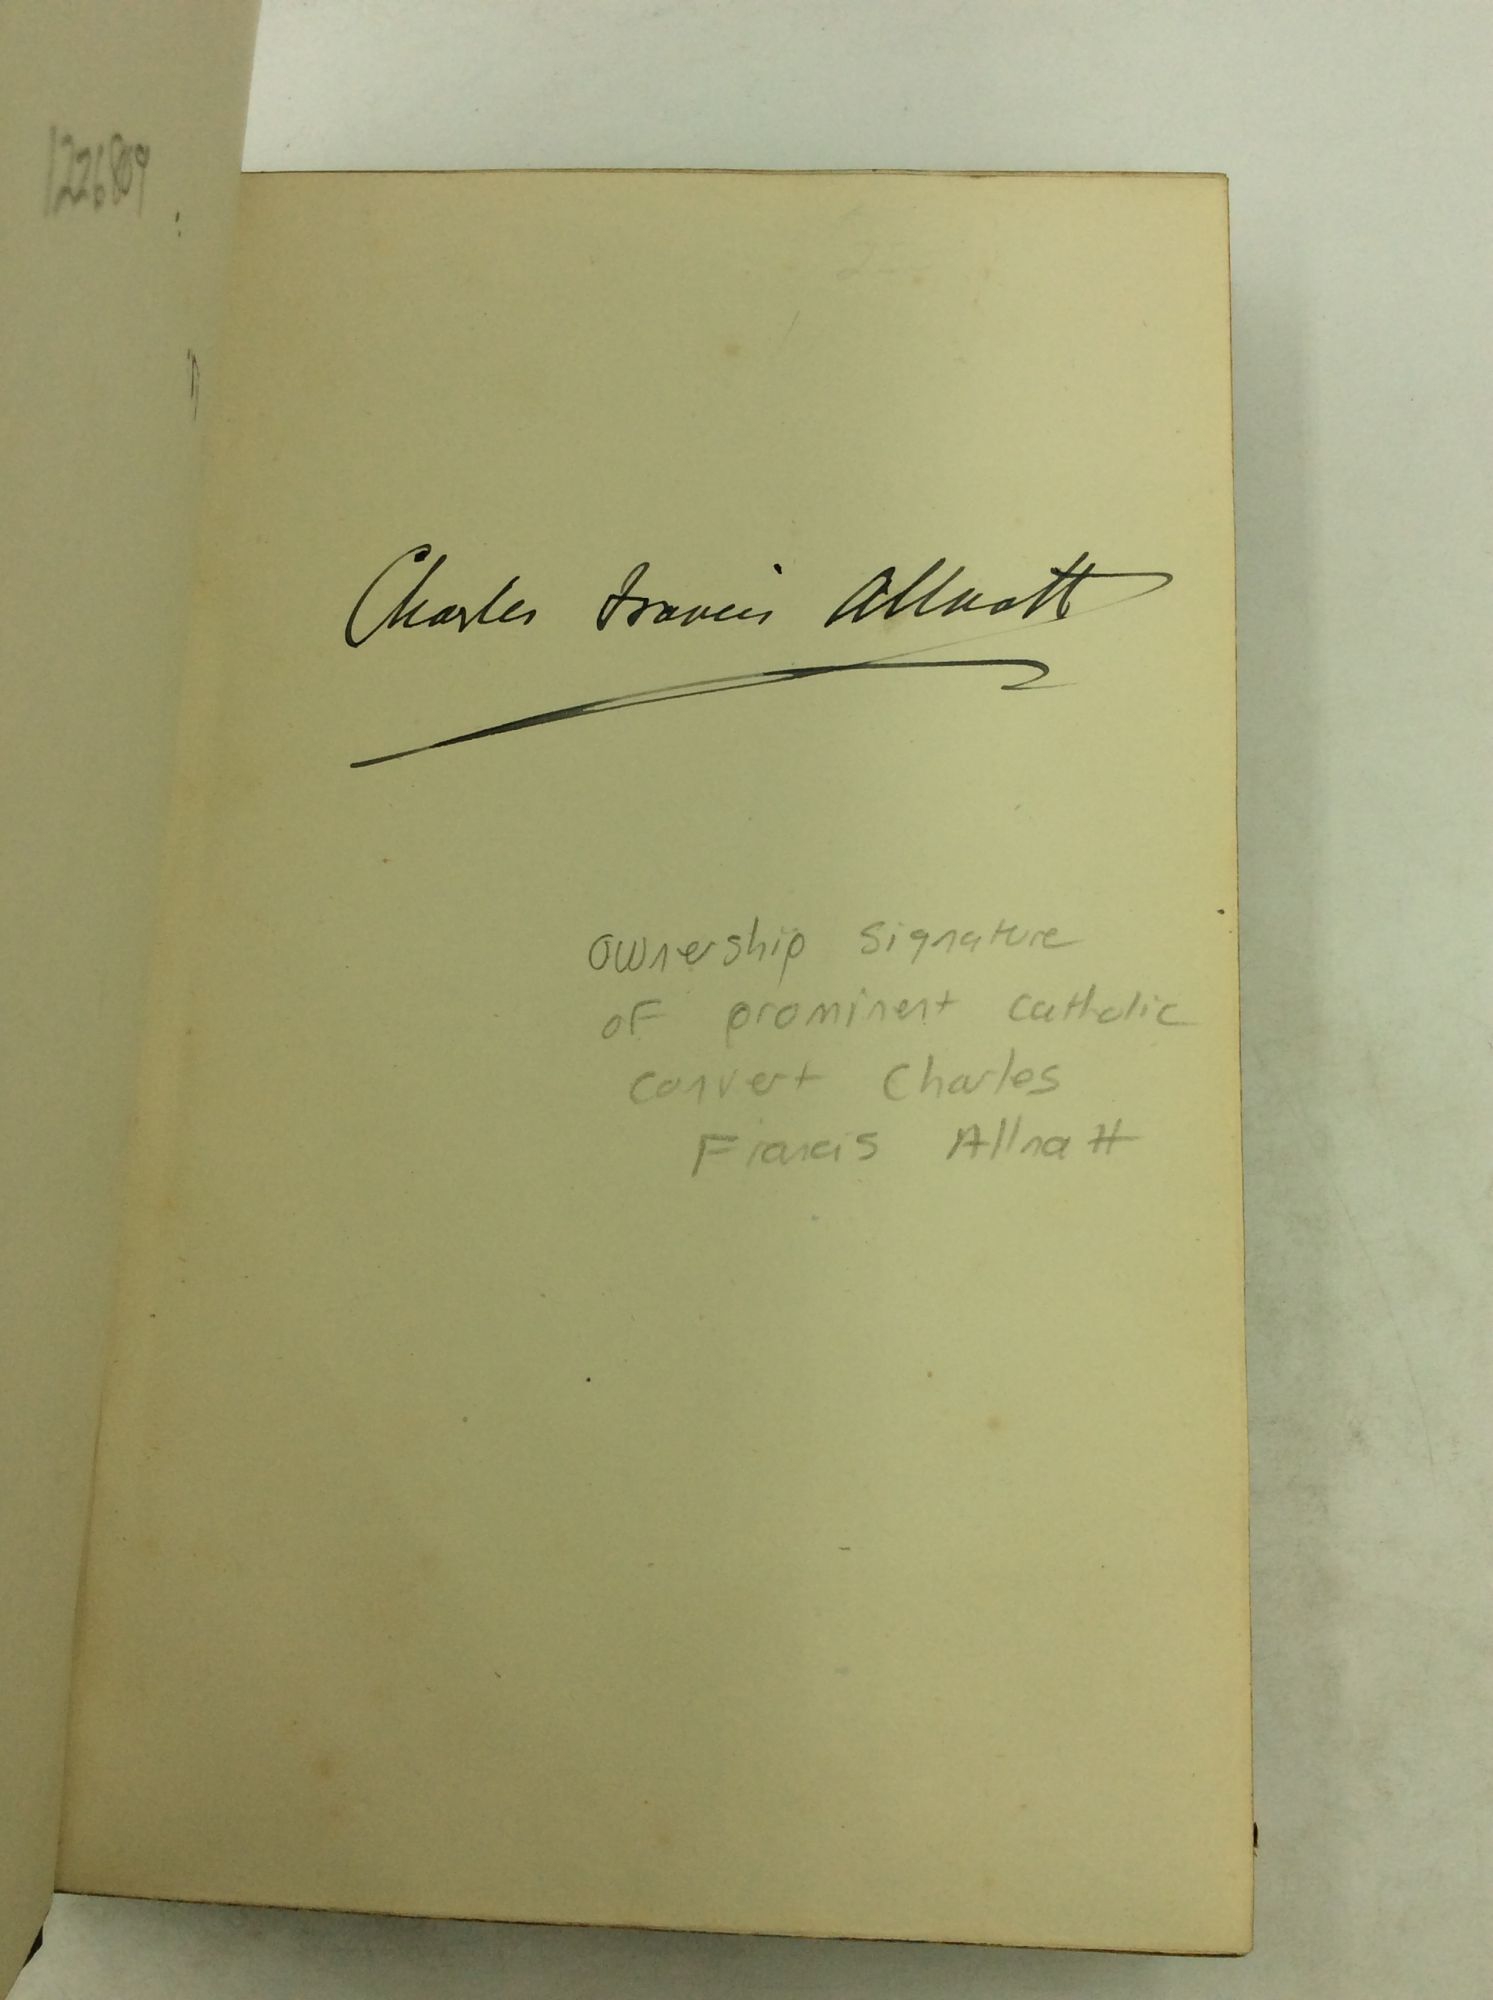 1226809
Charles Francis Allnatt
Ownership signature
of prominent catholic
convert Charles
Francis Allnatt